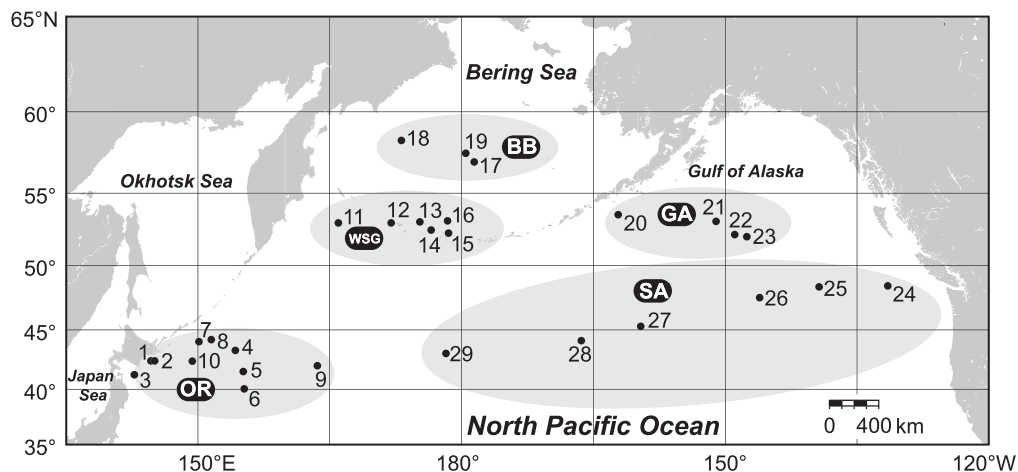 65°N
Bering Sea
60°
18
19
BB
17
Okhotsk Sea
Gulf of Alaska
55°
11
12
13
16
WSG
14
15
20
GA
21
22
23
50°
SA
26
25
24
45°
7
8
4
27
1
2
10
5
29
28
Japan
Sea
3
OR
6
9
40°
North Pacific Ocean
0 400 km
35°
150°E
180°
150°
120°W